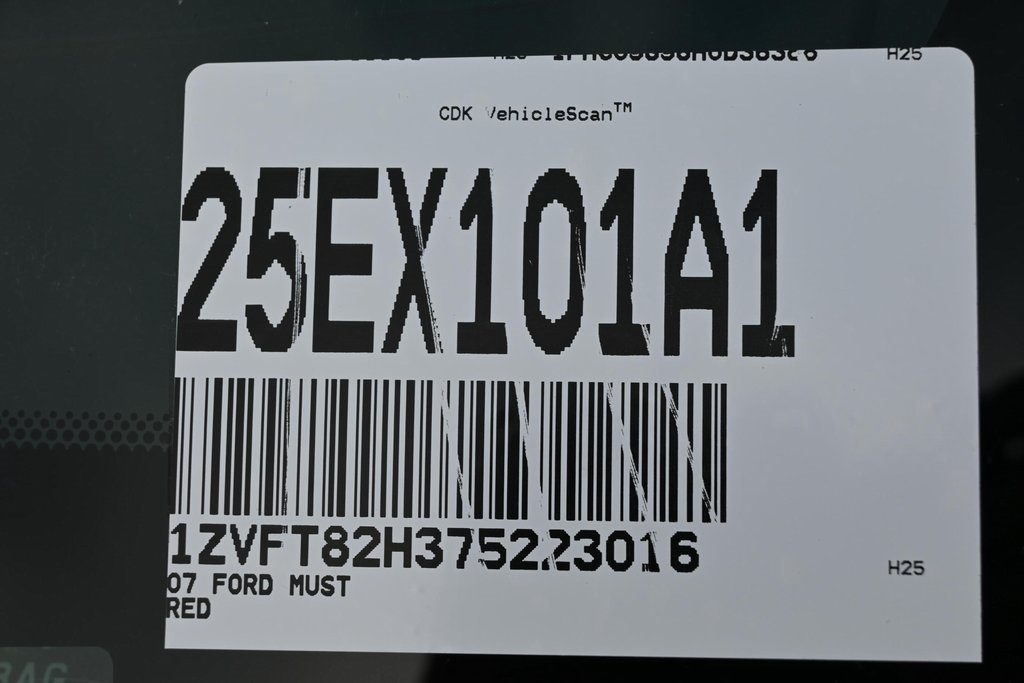 H25
CDK VehicleScan™
25EX101A1
1ZVFT82H375223016
07 FORD MUST
H25
RED